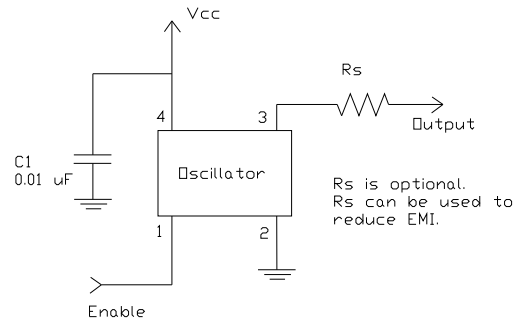 Vcc
Rs
4
3
Output
C1
0.01 uF
Oscillator
Rs is optional.
Rs can be used to
reduce EMI.
1
2
Enable